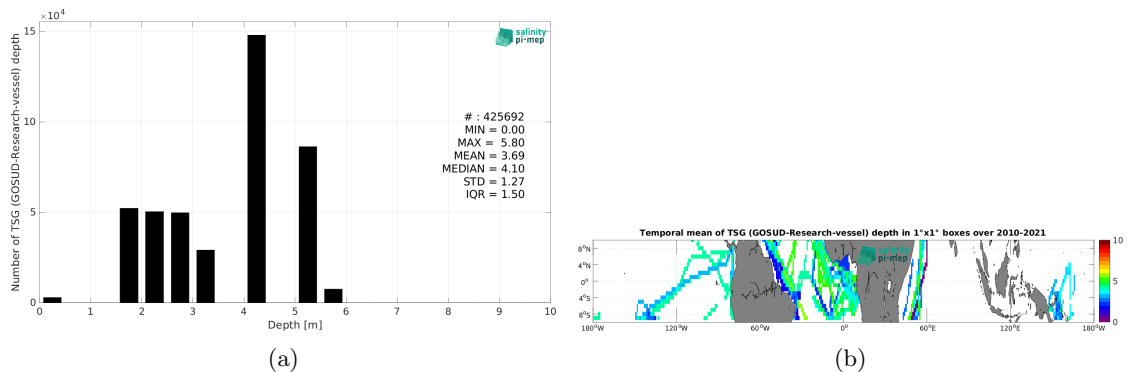 ×10⁴
15
10
5
0
Number of TSG (GOSUD-Research-vessel) depth
salinity
pi-mep
# : 425692
MIN = 0.00
MAX = 5.80
MEAN = 3.69
MEDIAN = 4.10
STD = 1.27
IQR = 1.50
0 1 2 3 4 5 6 7 8 9 10
Depth [m]
(a)
Temporal mean of TSG (GOSUD-Research-vessel) depth in 1°x1° boxes over 2010-2021
salinity
pi-mep
8°N
4°N
0°
4°S
8°S
180°W 120°W 60°W 0° 60°E 120°E 180°W
10
5
0
(b)